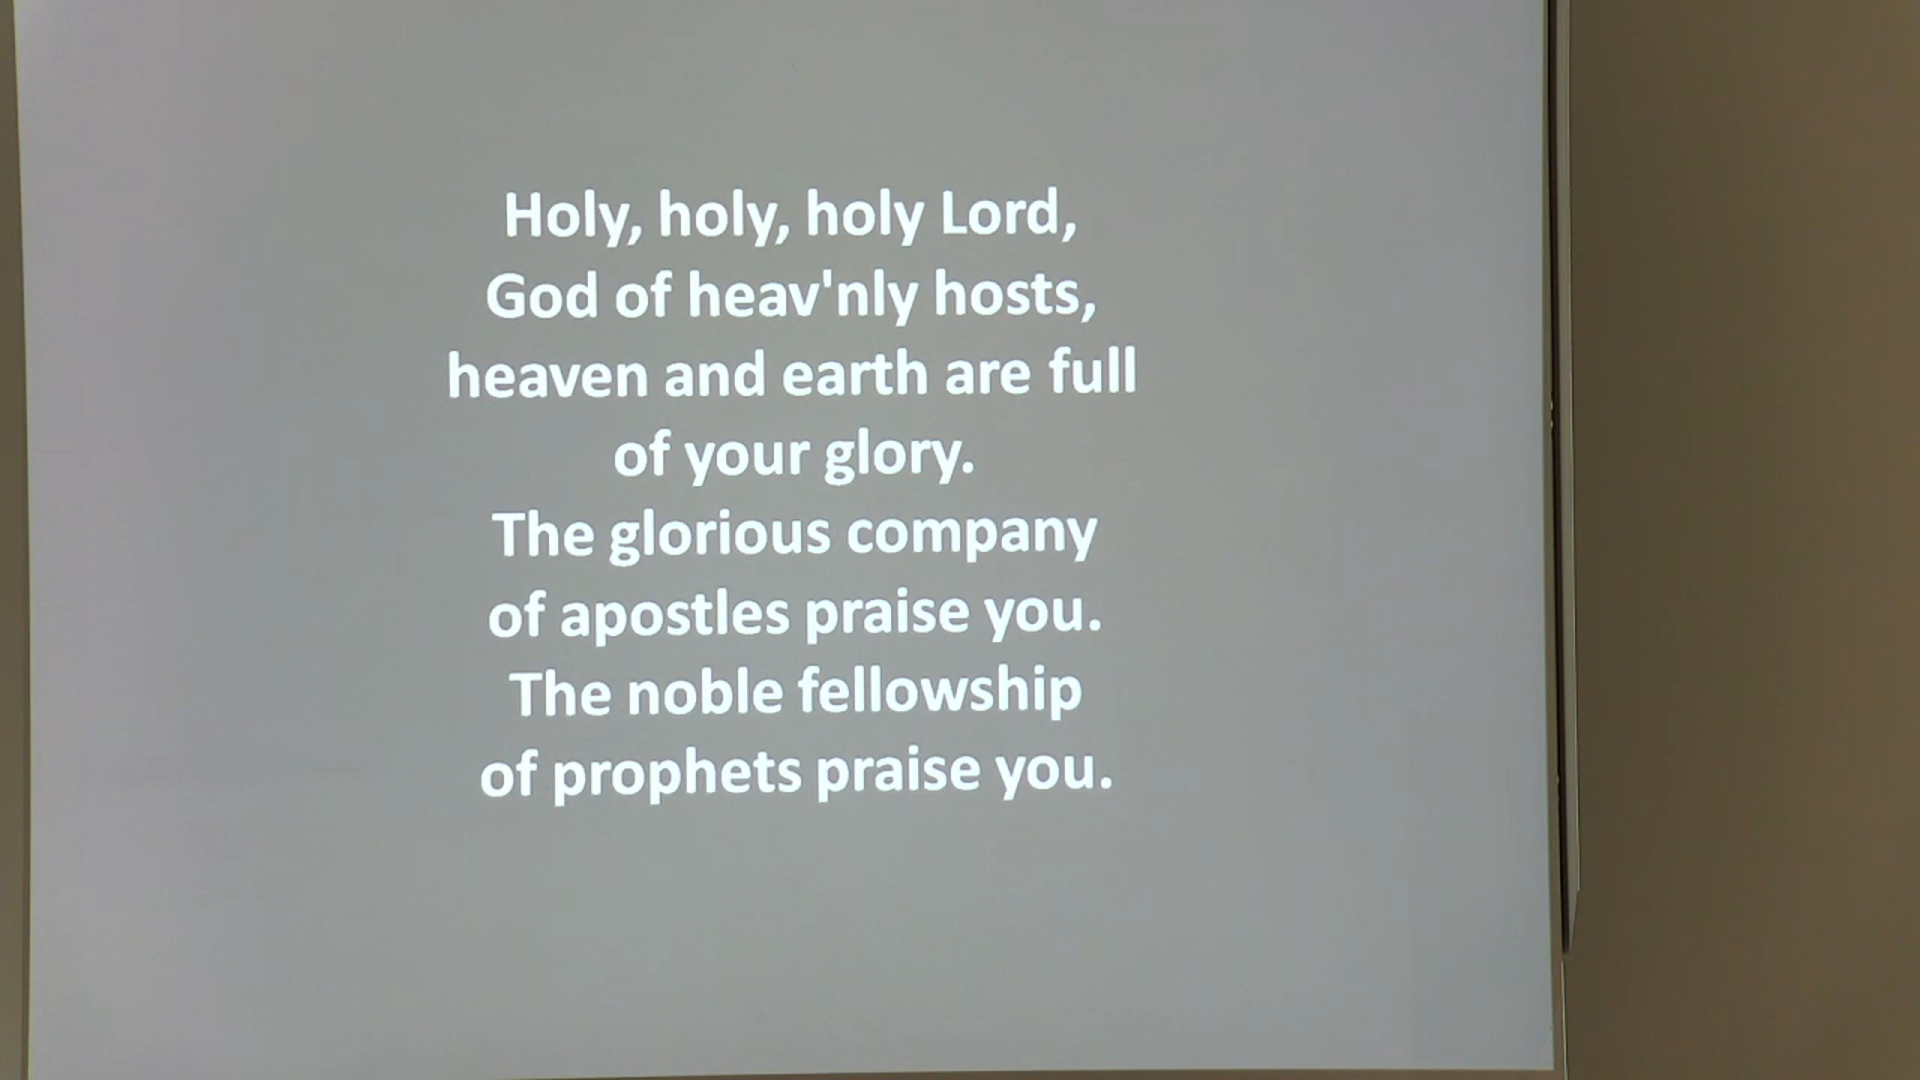 Holy, holy, holy Lord,
God of heav'nly hosts,
heaven and earth are full
of your glory.
The glorious company
of apostles praise you.
The noble fellowship
of prophets praise you.